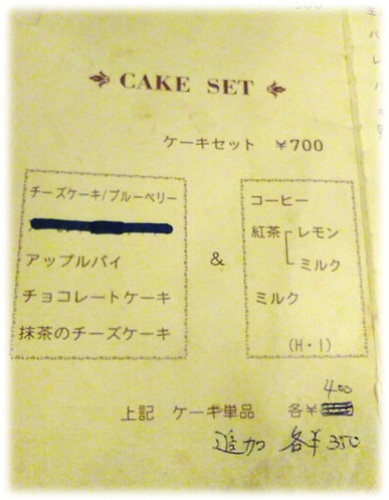 CAKE SET
ケーキセット ￥700
チーズケーキ/ブルーベリー
アップルパイ
チョコレートケーキ
抹茶のチーズケーキ
&
コーヒー
紅茶 レモン
ミルク
ミルク
(H・I)
400
上記 ケーキ単品 各￥
追加 各￥350